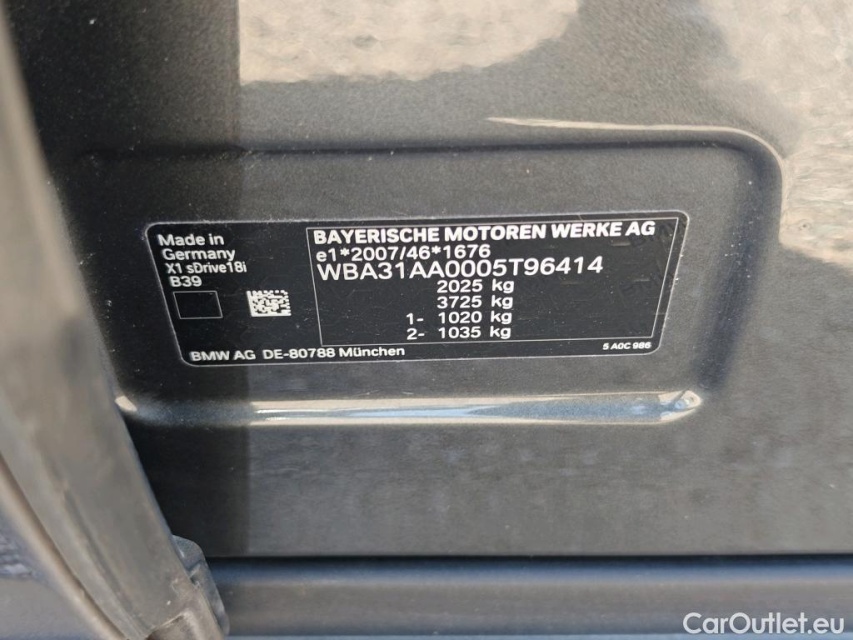 Made in
Germany
X1 sDrive18i
B39
BAYERISCHE MOTOREN WERKE AG
e1*2007/46*1676
WBA31AA0005T96414
2025 kg
3725 kg
1- 1020 kg
2- 1035 kg
BMW AG DE-80788 München
5 A0C 986
CarOutlet.eu